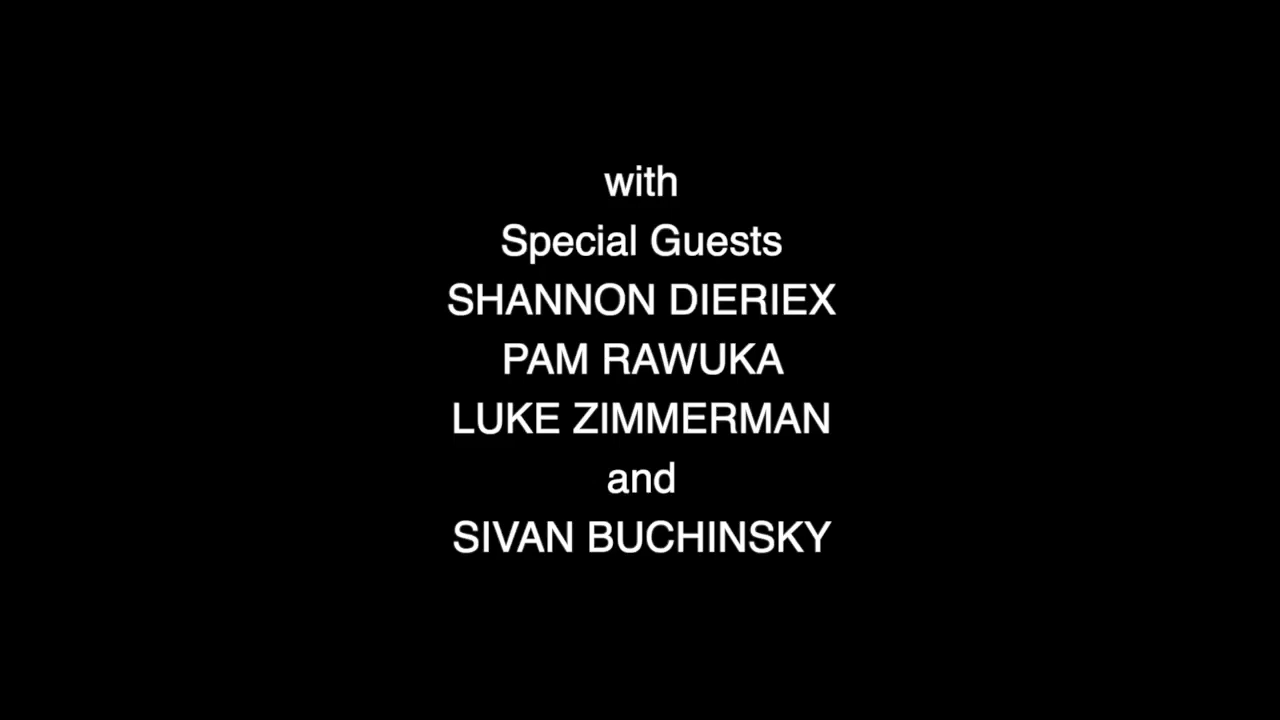 with
Special Guests
SHANNON DIERIEX
PAM RAWUKA
LUKE ZIMMERMAN
and
SIVAN BUCHINSKY